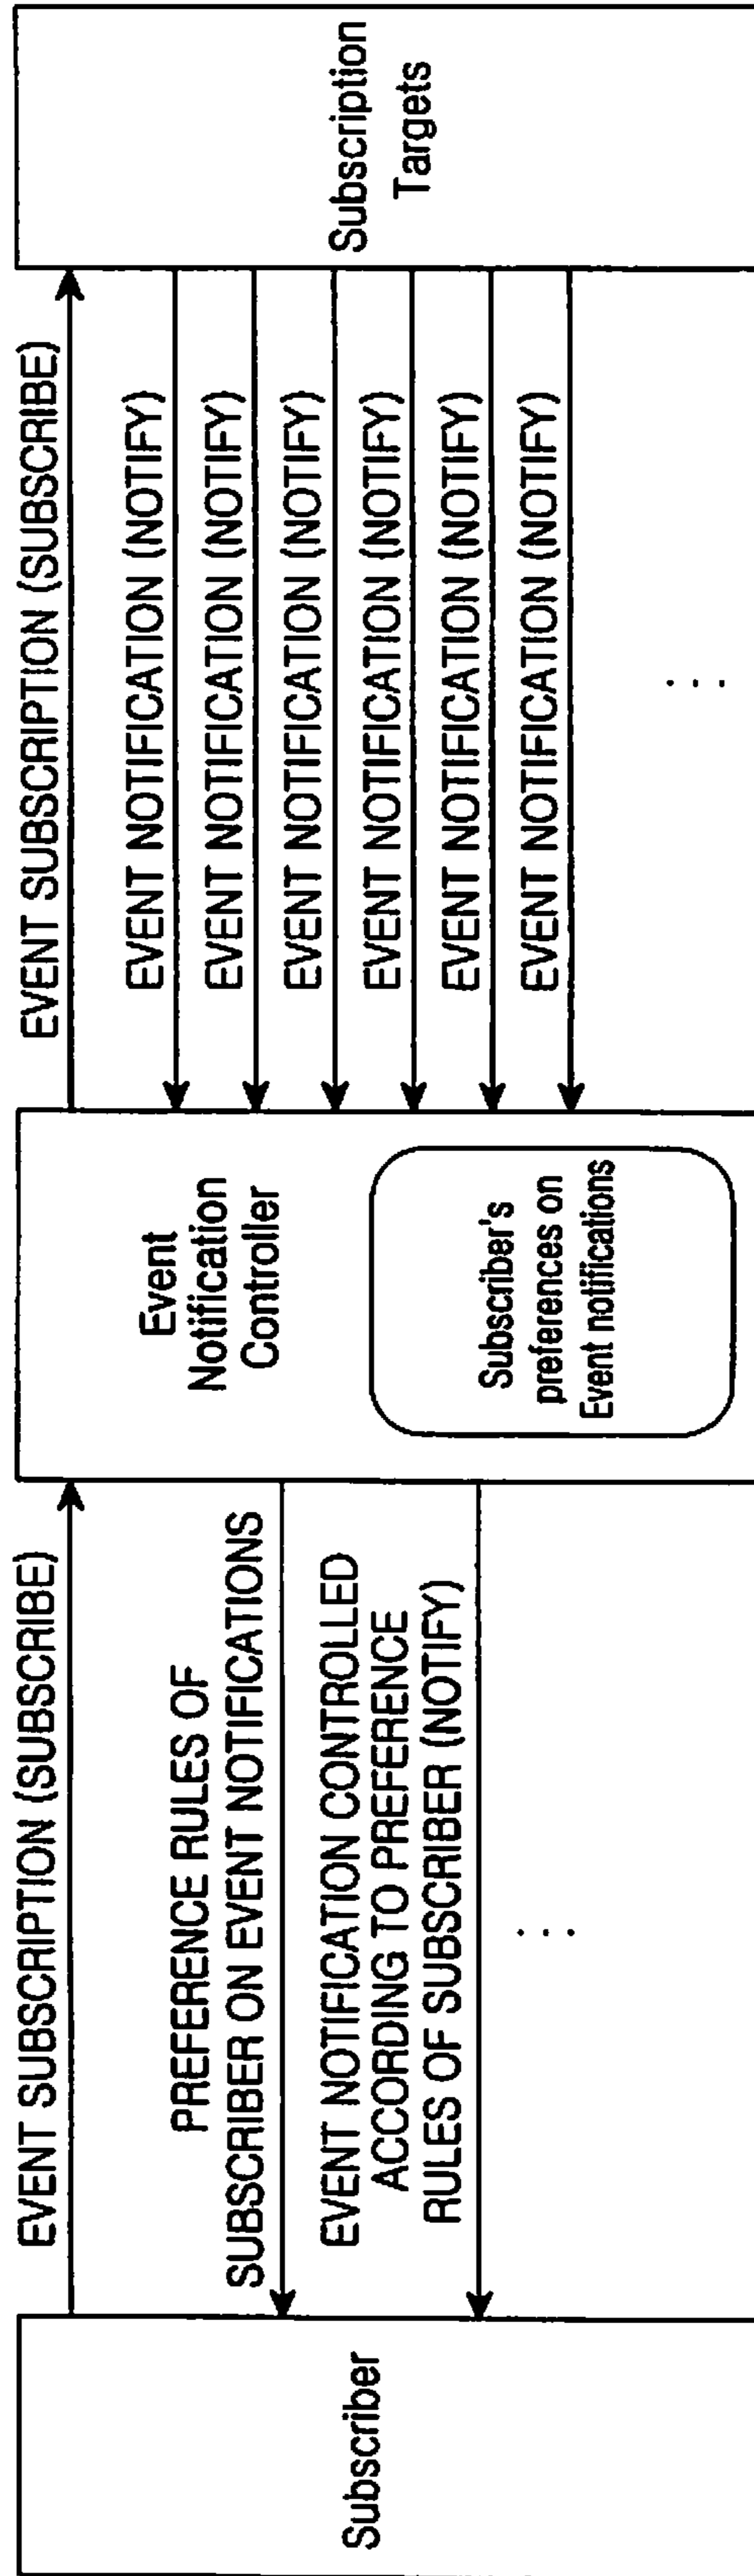 Subscriber
EVENT SUBSCRIPTION (SUBSCRIBE)
PREFERENCE RULES OF
SUBSCRIBER ON EVENT NOTIFICATIONS
EVENT NOTIFICATION CONTROLLED
ACCORDING TO PREFERENCE
RULES OF SUBSCRIBER (NOTIFY)
...
Event
Notification
Controller
Subscriber's
preferences on
Event notifications
EVENT SUBSCRIPTION (SUBSCRIBE)
EVENT NOTIFICATION (NOTIFY)
EVENT NOTIFICATION (NOTIFY)
EVENT NOTIFICATION (NOTIFY)
EVENT NOTIFICATION (NOTIFY)
EVENT NOTIFICATION (NOTIFY)
EVENT NOTIFICATION (NOTIFY)
...
Subscription
Targets